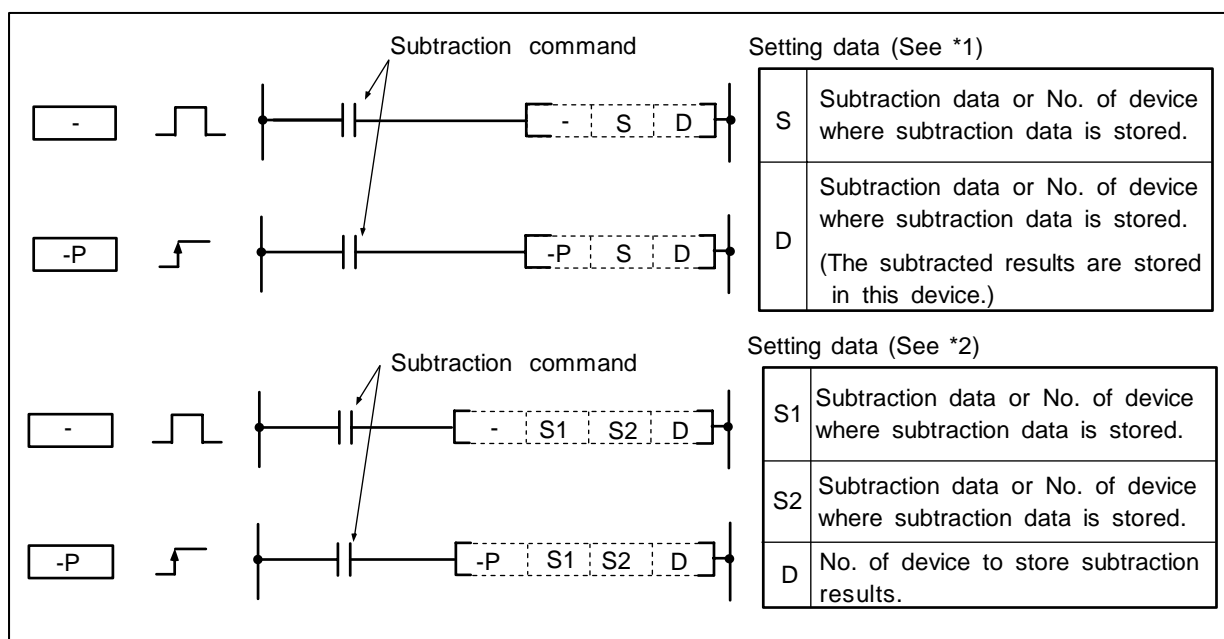 Subtraction command
Setting data (See *1)
- - S D
S Subtraction data or No. of device
where subtraction data is stored.
-P -P S D
D Subtraction data or No. of device
where subtraction data is stored.
(The subtracted results are stored
in this device.)
Subtraction command
Setting data (See *2)
- - S1 S2 D
S1 Subtraction data or No. of device
where subtraction data is stored.
S2 Subtraction data or No. of device
where subtraction data is stored.
-P -P S1 S2 D
D No. of device to store subtraction
results.